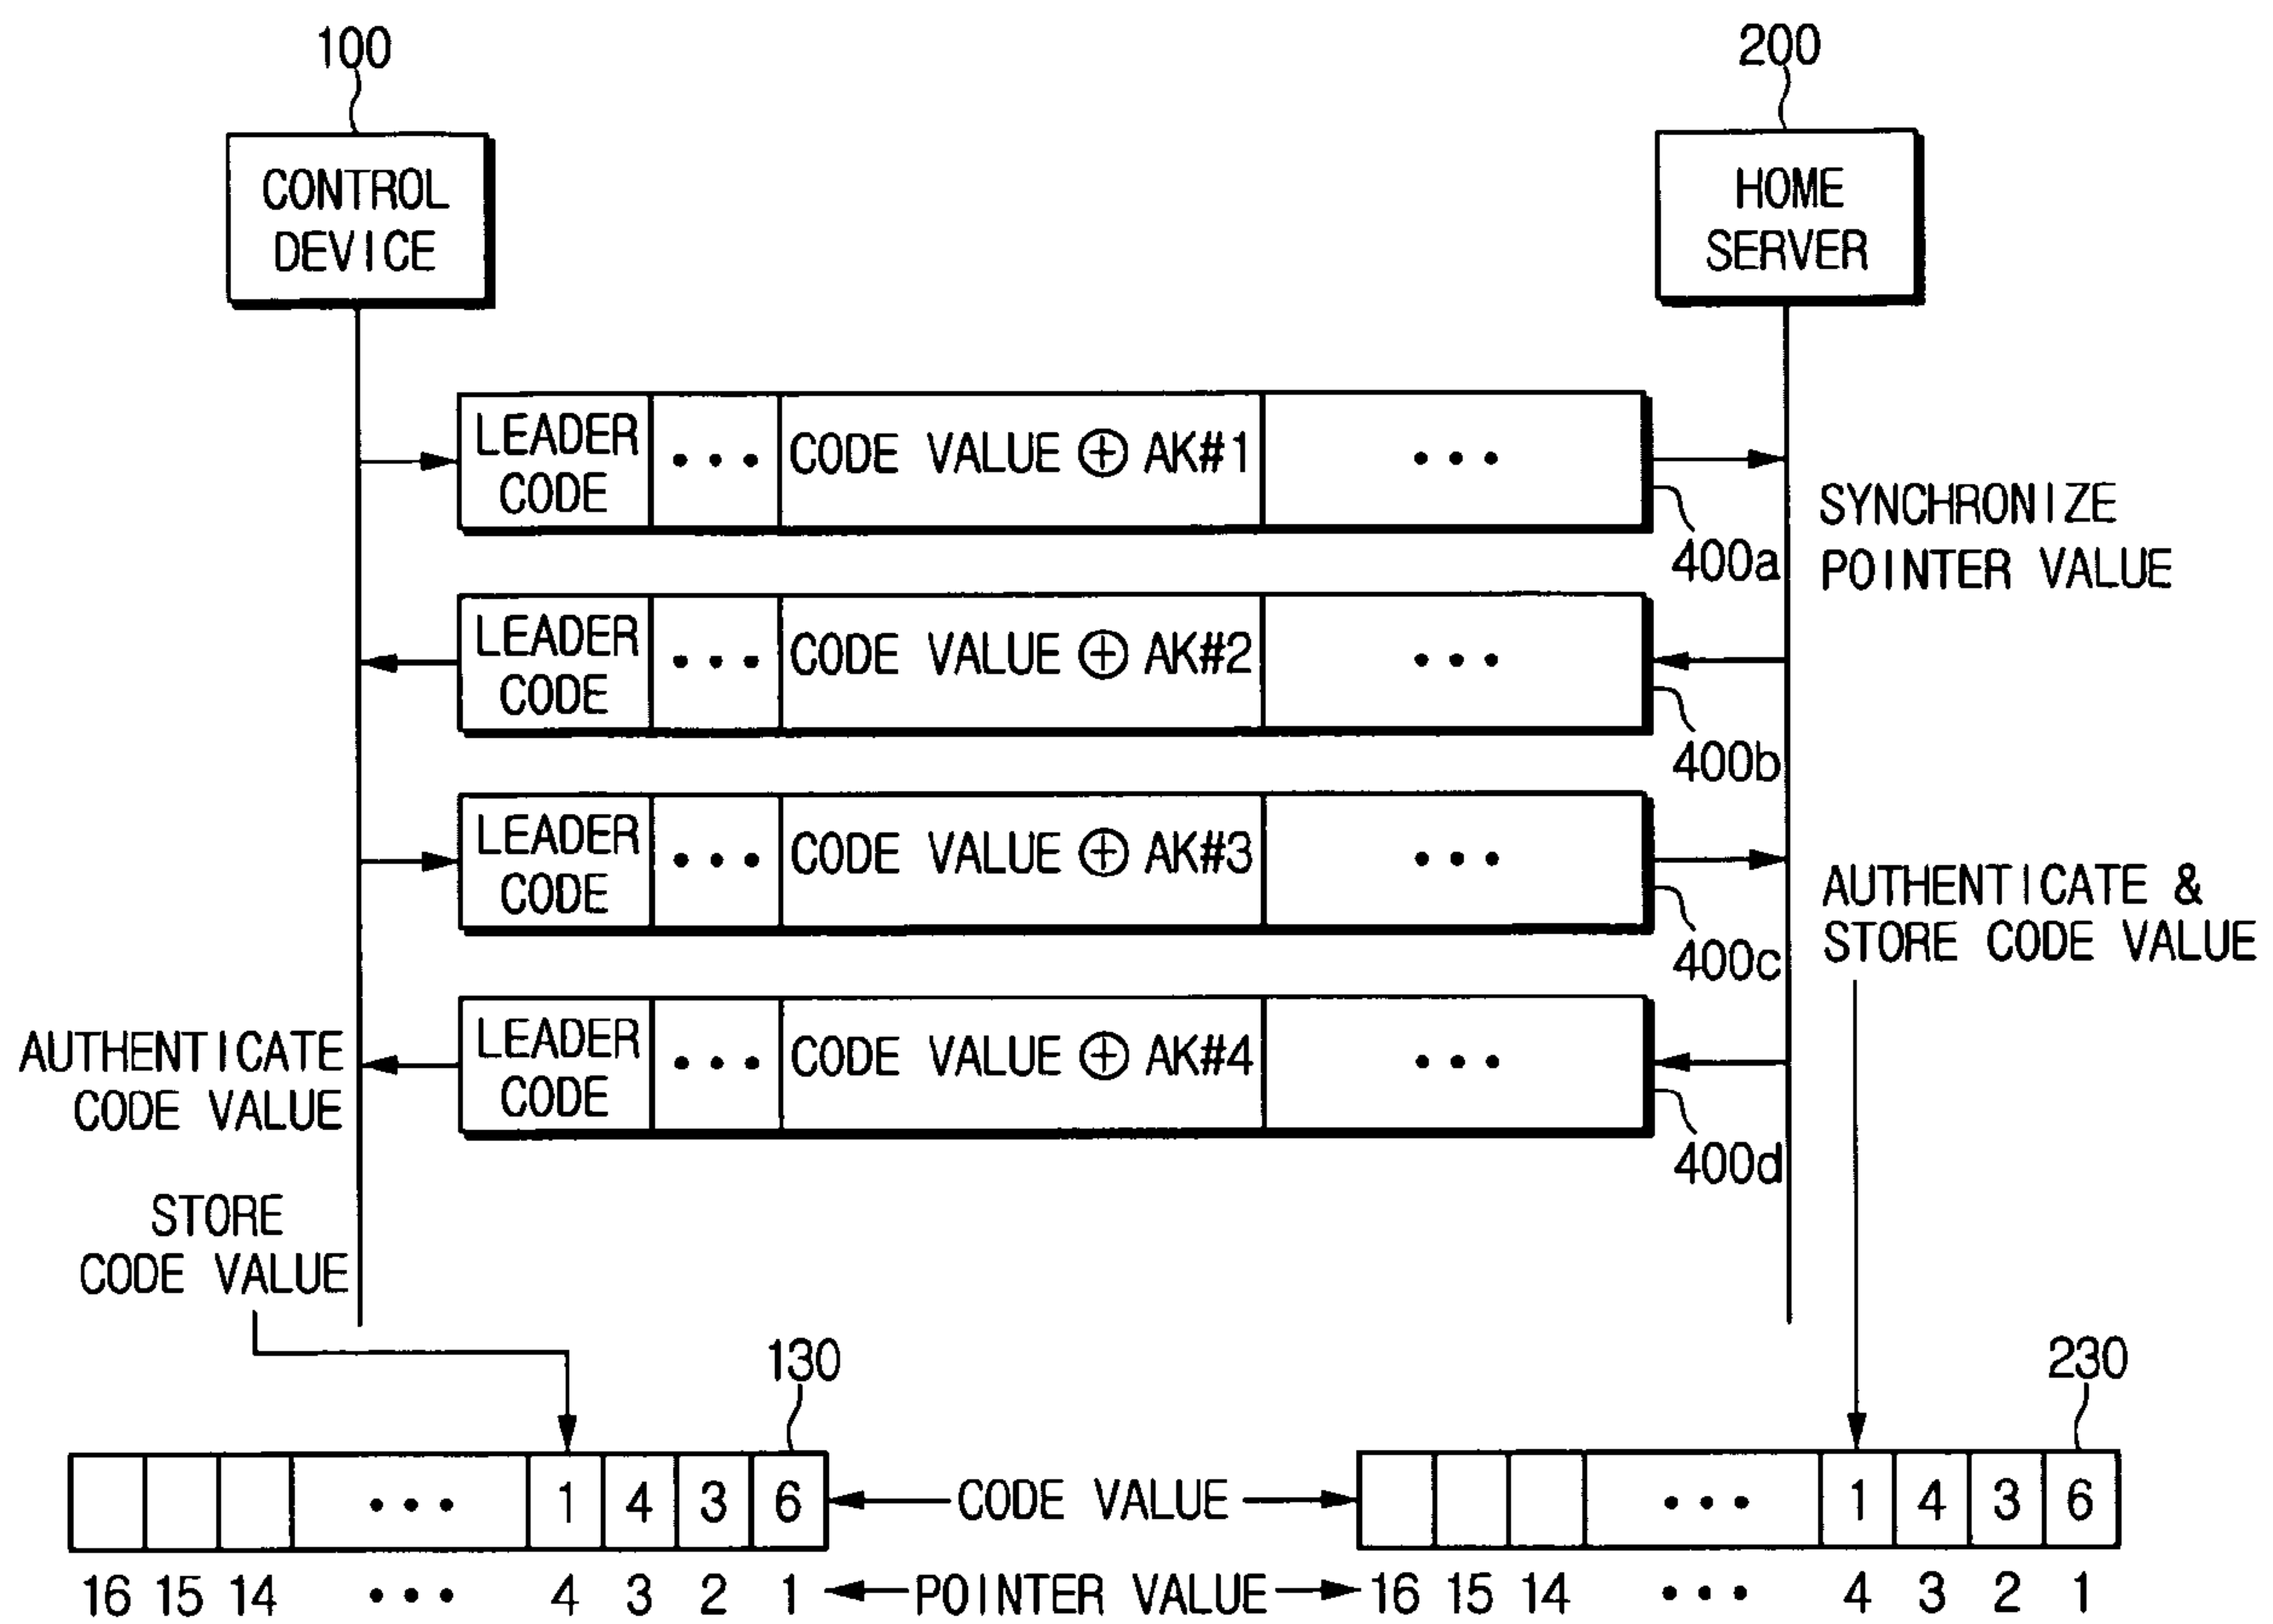 100
200
CONTROL
DEVICE
HOME
SERVER
LEADER
CODE
• • •
CODE VALUE ⊕ AK#1
• • •
400a
SYNCHRONIZE
POINTER VALUE
LEADER
CODE
• • •
CODE VALUE ⊕ AK#2
• • •
400b
LEADER
CODE
• • •
CODE VALUE ⊕ AK#3
• • •
400c
AUTHENTICATE &
STORE CODE VALUE
AUTHENTICATE
CODE VALUE
LEADER
CODE
• • •
CODE VALUE ⊕ AK#4
• • •
400d
STORE
CODE VALUE
130
230
• • • 1 4 3 6
CODE VALUE
• • • 1 4 3 6
16 15 14 • • • 4 3 2 1
POINTER VALUE
16 15 14 • • • 4 3 2 1